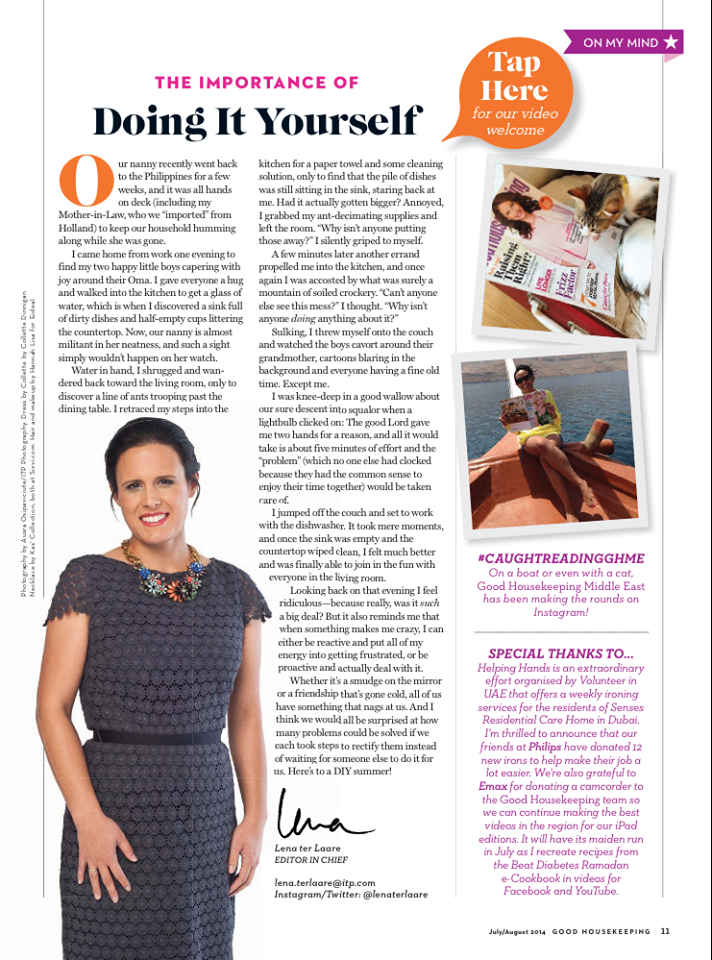 ON MY MIND
Tap
Here
for our video
welcome
THE IMPORTANCE OF
Doing It Yourself
Our nanny recently went back
to the Philippines for a few
weeks, and it was all hands
on deck (including my
Mother-in-Law, who we “imported” from
Holland) to keep our household humming
along while she was gone.
I came home from work one evening to
find my two happy little boys capering with
joy around their Oma. I gave everyone a hug
and walked into the kitchen to get a glass of
water, which is when I discovered a sink full
of dirty dishes and half-empty cups littering
the countertop. Now, our nanny is almost
militant in her neatness, and such a sight
simply wouldn’t happen on her watch.
Water in hand, I shrugged and wan-
dered back toward the living room, only to
discover a line of ants trooping past the
dining table. I retraced my steps into the
kitchen for a paper towel and some cleaning
solution, only to find that the pile of dishes
was still sitting in the sink, staring back at
me. Had it actually gotten bigger? Annoyed,
I grabbed my ant-decimating supplies and
left the room. “Why isn’t anyone putting
those away?” I silently griped to myself.
A few minutes later another errand
propelled me into the kitchen, and once
again I was accosted by what was surely a
mountain of soiled crockery. “Can’t anyone
else see this mess?” I thought. “Why isn’t
anyone doing anything about it?”
Sulking, I threw myself onto the couch
and watched the boys cavort around their
grandmother, cartoons blaring in the
background and everyone having a fine old
time. Except me.
I was knee-deep in a good wallow about
our sure descent into squalor when a
lightbulb clicked on: The good Lord gave
me two hands for a reason, and all it would
take is about five minutes of effort and the
“problem” (which no one else had clocked
because they had the common sense to
enjoy their time together) would be taken
care of.
I jumped off the couch and set to work
with the dishwasher. It took mere moments,
and once the sink was empty and the
countertop wiped clean, I felt much better
and was finally able to join in the fun with
everyone in the living room.
Looking back on that evening I feel
ridiculous—because really, was it such
a big deal? But it also reminds me that
when something makes me crazy, I can
either be reactive and put all of my
energy into getting frustrated, or be
proactive and actually deal with it.
Whether it’s a smudge on the mirror
or a friendship that’s gone cold, all of us
have something that nags at us. And I
think we would all be surprised at how
many problems could be solved if we
each took steps to rectify them instead
of waiting for someone else to do it for
us. Here’s to a DIY summer!
Lena
Lena ter Laare
EDITOR IN CHIEF
lena.terlaare@itp.com
Instagram/Twitter: @lenaterlaare
Raising
Them
Right?
LIVE
LONGER
Frizz
Factor
7
#CAUGHTREADINGGHME
On a boat or even with a cat,
Good Housekeeping Middle East
has been making the rounds on
Instagram!
SPECIAL THANKS TO...
Helping Hands is an extraordinary
effort organised by Volunteer in
UAE that offers a weekly ironing
services for the residents of Senses
Residential Care Home in Dubai.
I’m thrilled to announce that our
friends at Philips have donated 12
new irons to help make their job a
lot easier. We’re also grateful to
Emax for donating a camcorder to
the Good Housekeeping team so
we can continue making the best
videos in the region for our iPad
editions. It will have its maiden run
in July as I recreate recipes from
the Beat Diabetes Ramadan
e-Cookbook in videos for
Facebook and YouTube.
Photography by Ausra Osipaviciute/ITP Photography. Dress by Collette by Collette Dinnigan.
Necklace by Kas' Collection, both at Sivvi.com. Hair and makeup by Hannah Lisa for Eideal.
July/August 2014 GOOD HOUSEKEEPING 11